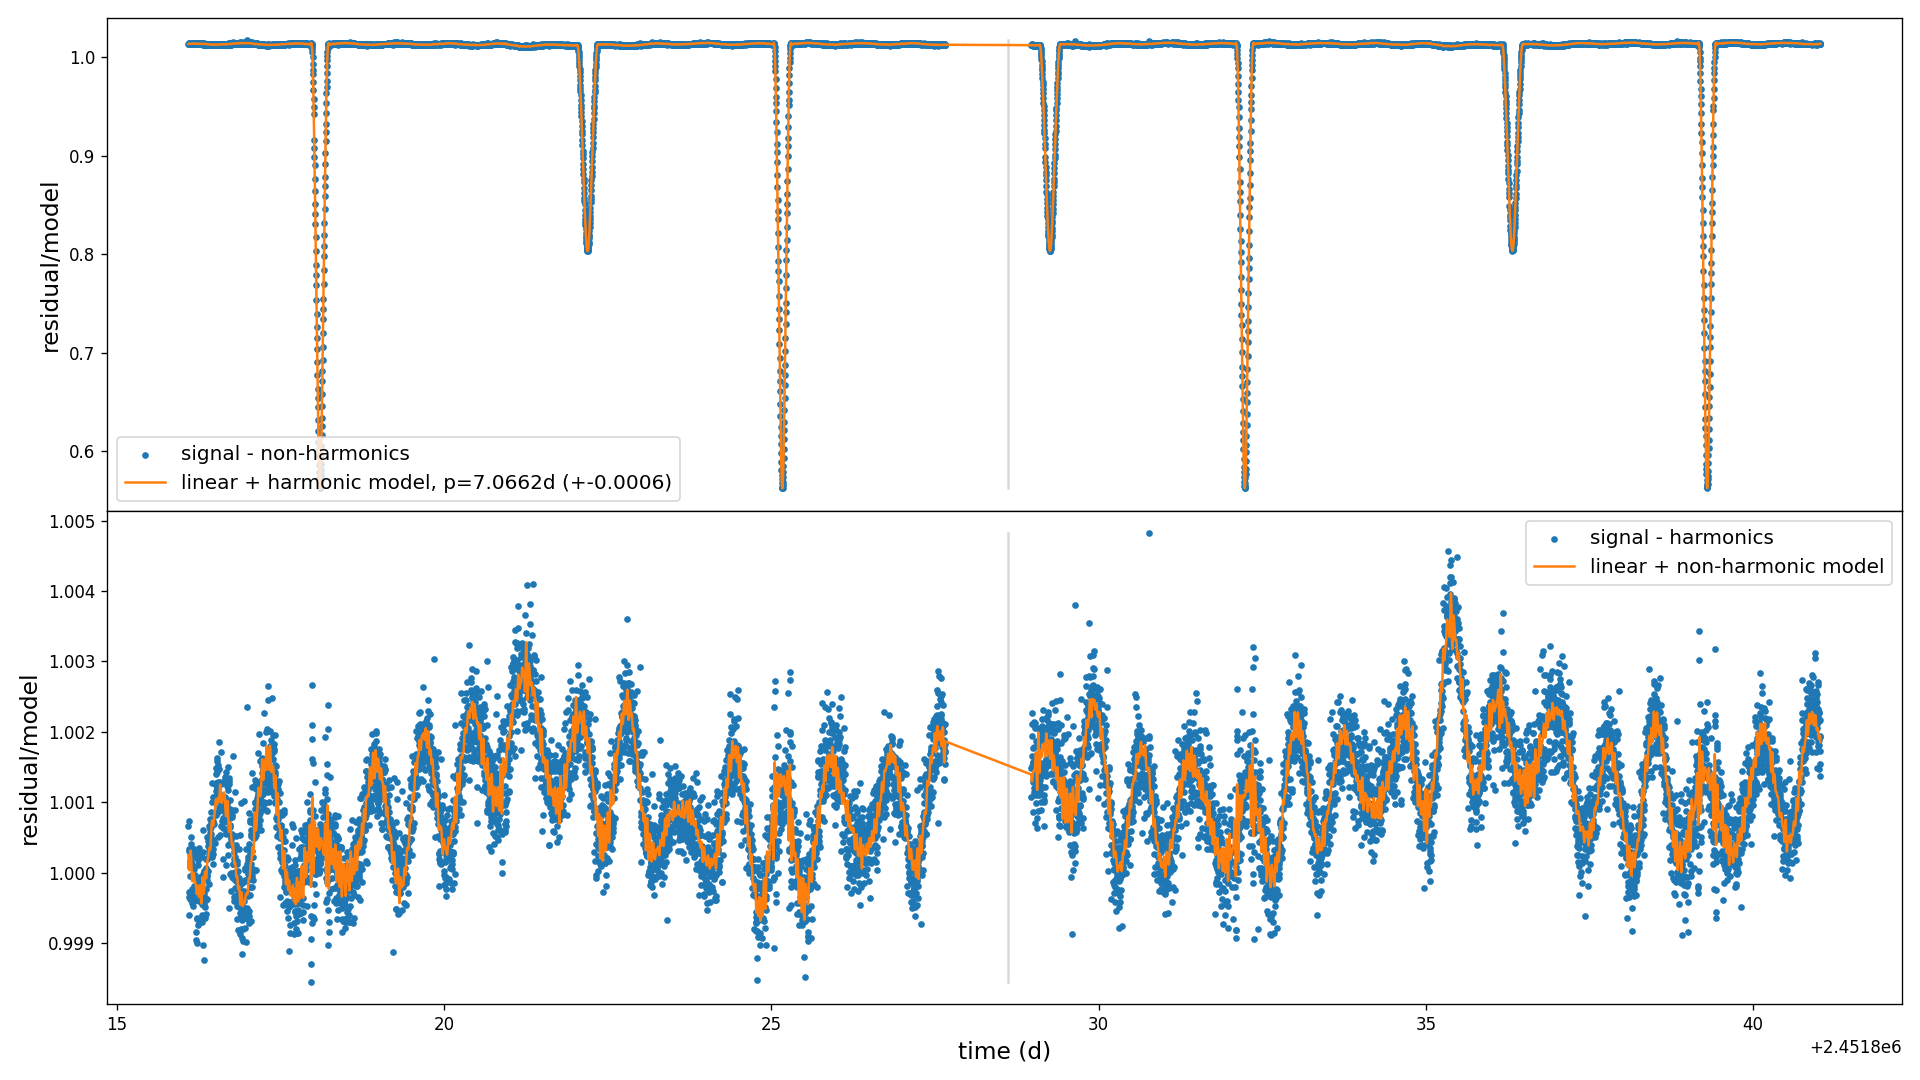 1.0
0.9
0.8
0.7
0.6
residual/model
signal - non-harmonics
linear + harmonic model, p=7.0662d (+-0.0006)
1.005
1.004
1.003
1.002
1.001
1.000
0.999
residual/model
signal - harmonics
linear + non-harmonic model
15 20 25 30 35 40
time (d)
+2.4518e6